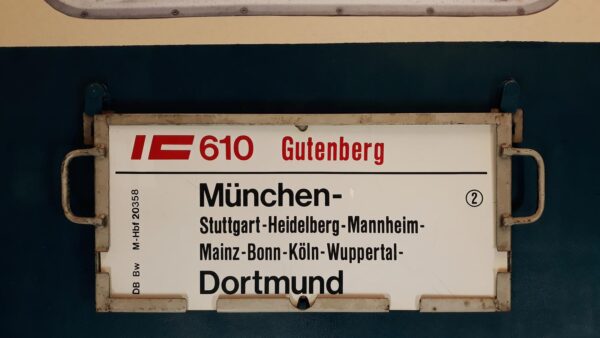 IC 610 Gutenberg
München-
Stuttgart-Heidelberg-Mannheim-
Mainz-Bonn-Köln-Wuppertal-
Dortmund
2
DB Bw M-Hbf 20358